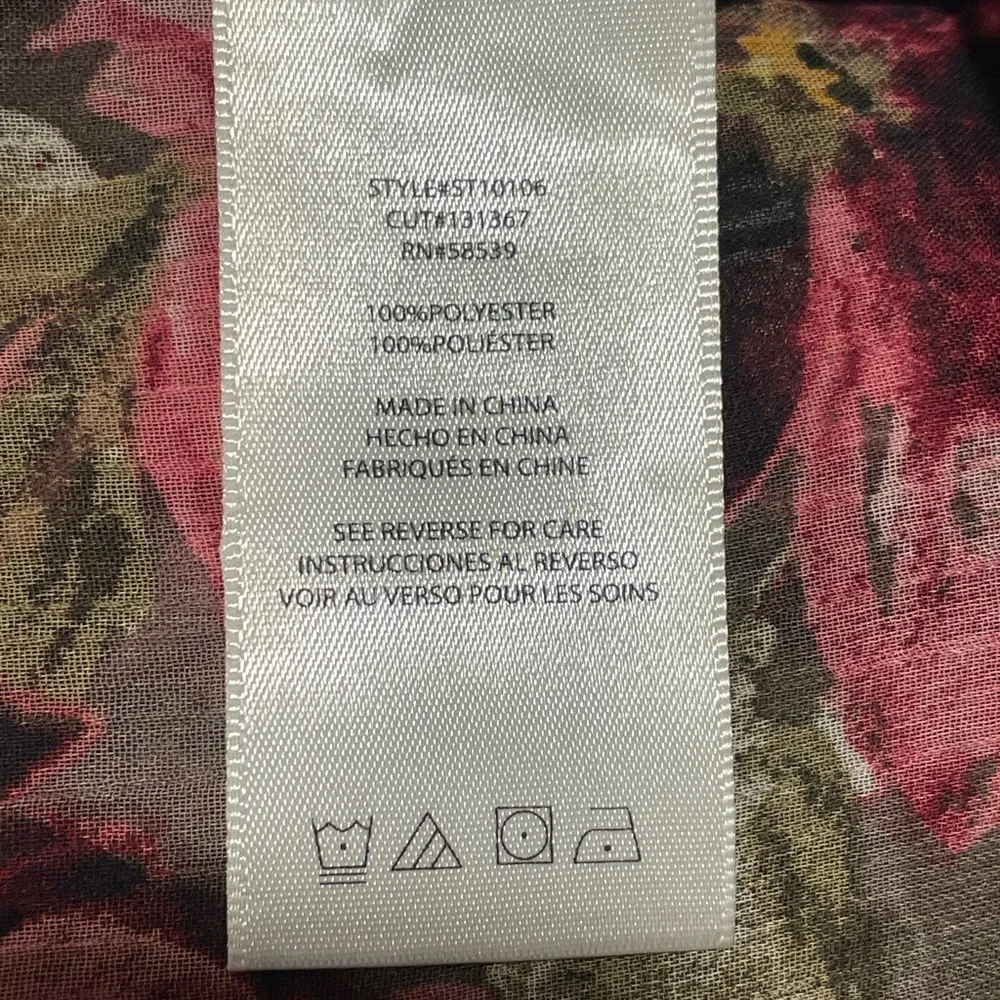 STYLE#ST10106
CUT#131367
RN#58539
100%POLYESTER
100%POLIÉSTER
MADE IN CHINA
HECHO EN CHINA
FABRIQUÉS EN CHINE
SEE REVERSE FOR CARE
INSTRUCCIONES AL REVERSO
VOIR AU VERSO POUR LES SOINS